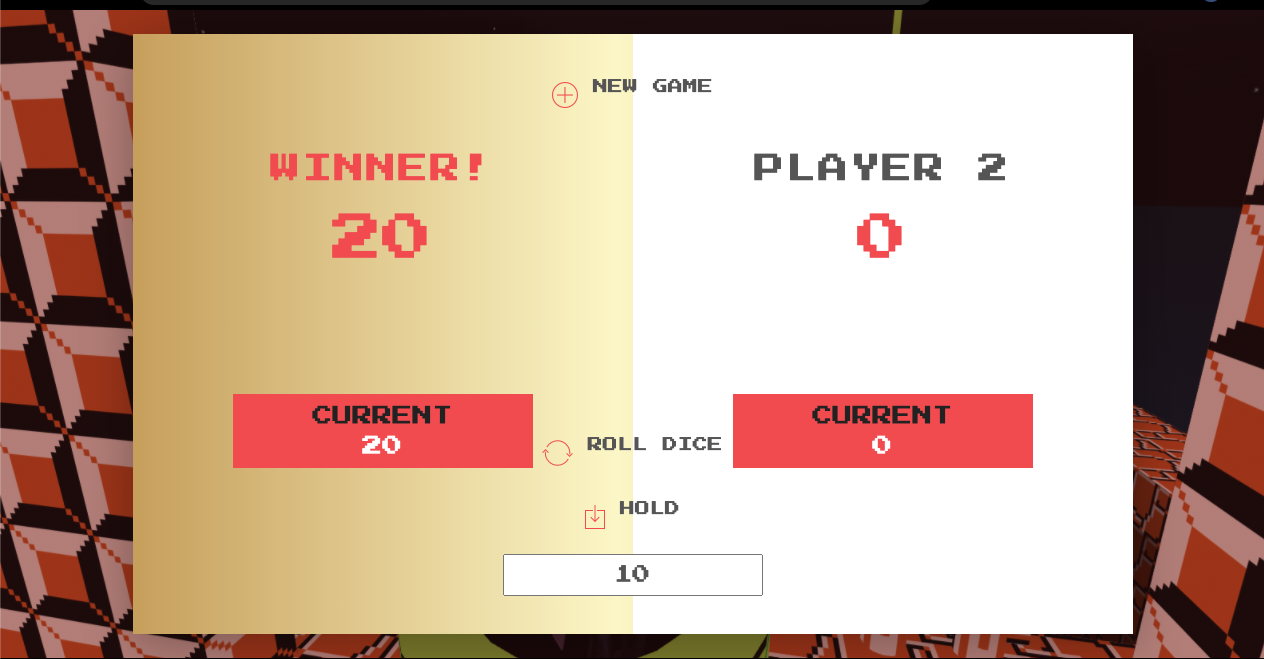 NEW GAME
WINNER!
20
PLAYER 2
0
CURRENT
20
CURRENT
0
ROLL DICE
HOLD
10